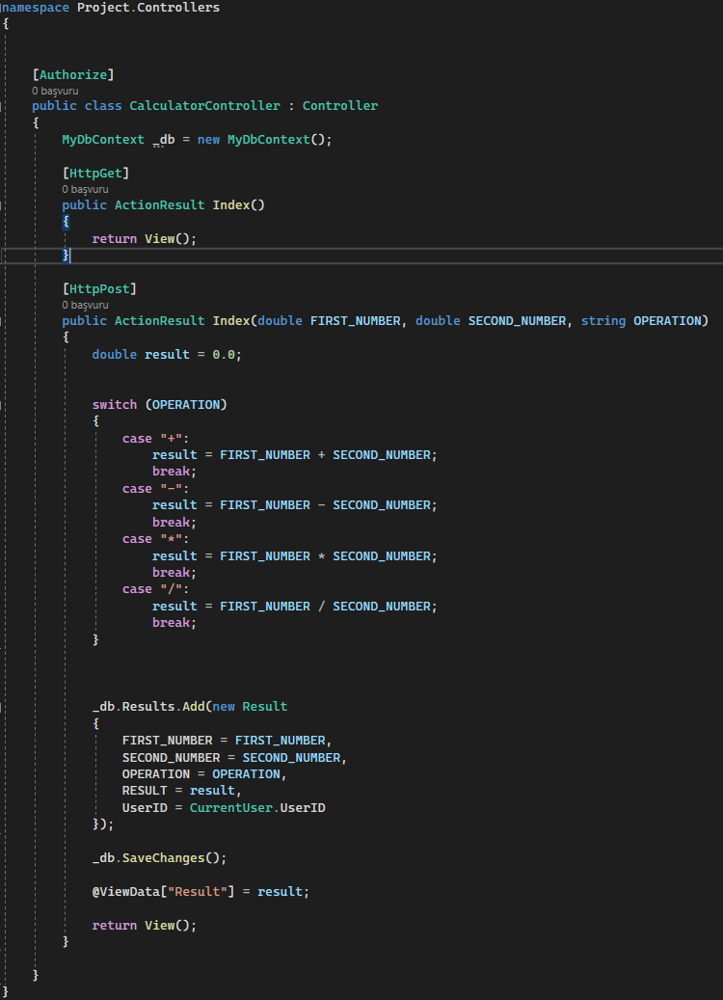 namespace Project.Controllers
{
[Authorize]
0 başvuru
public class CalculatorController : Controller
{
MyDbContext _db = new MyDbContext();
[HttpGet]
0 başvuru
public ActionResult Index()
{
return View();
}
[HttpPost]
0 başvuru
public ActionResult Index(double FIRST_NUMBER, double SECOND_NUMBER, string OPERATION)
{
double result = 0.0;
switch (OPERATION)
{
case "+":
result = FIRST_NUMBER + SECOND_NUMBER;
break;
case "-":
result = FIRST_NUMBER - SECOND_NUMBER;
break;
case "*":
result = FIRST_NUMBER * SECOND_NUMBER;
break;
case "/":
result = FIRST_NUMBER / SECOND_NUMBER;
break;
}
_db.Results.Add(new Result
{
FIRST_NUMBER = FIRST_NUMBER,
SECOND_NUMBER = SECOND_NUMBER,
OPERATION = OPERATION,
RESULT = result,
UserID = CurrentUser.UserID
});
_db.SaveChanges();
@ViewData["Result"] = result;
return View();
}
}
}